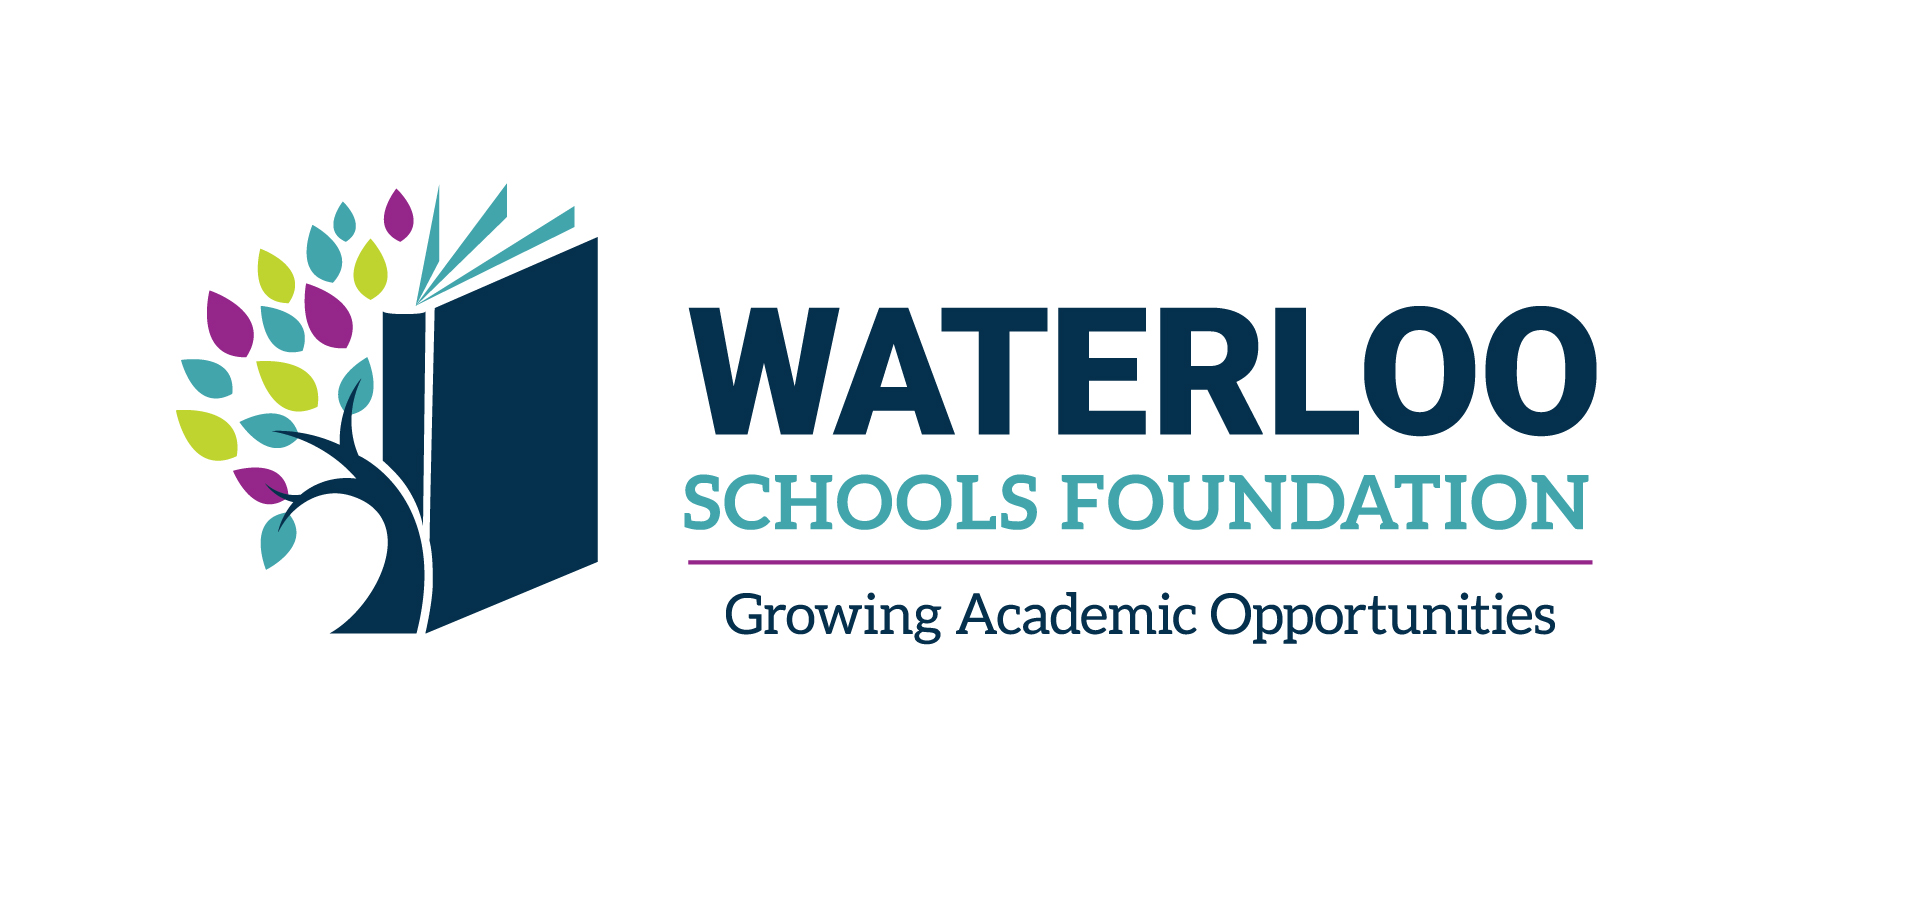 WATERLOO
SCHOOLS FOUNDATION
Growing Academic Opportunities